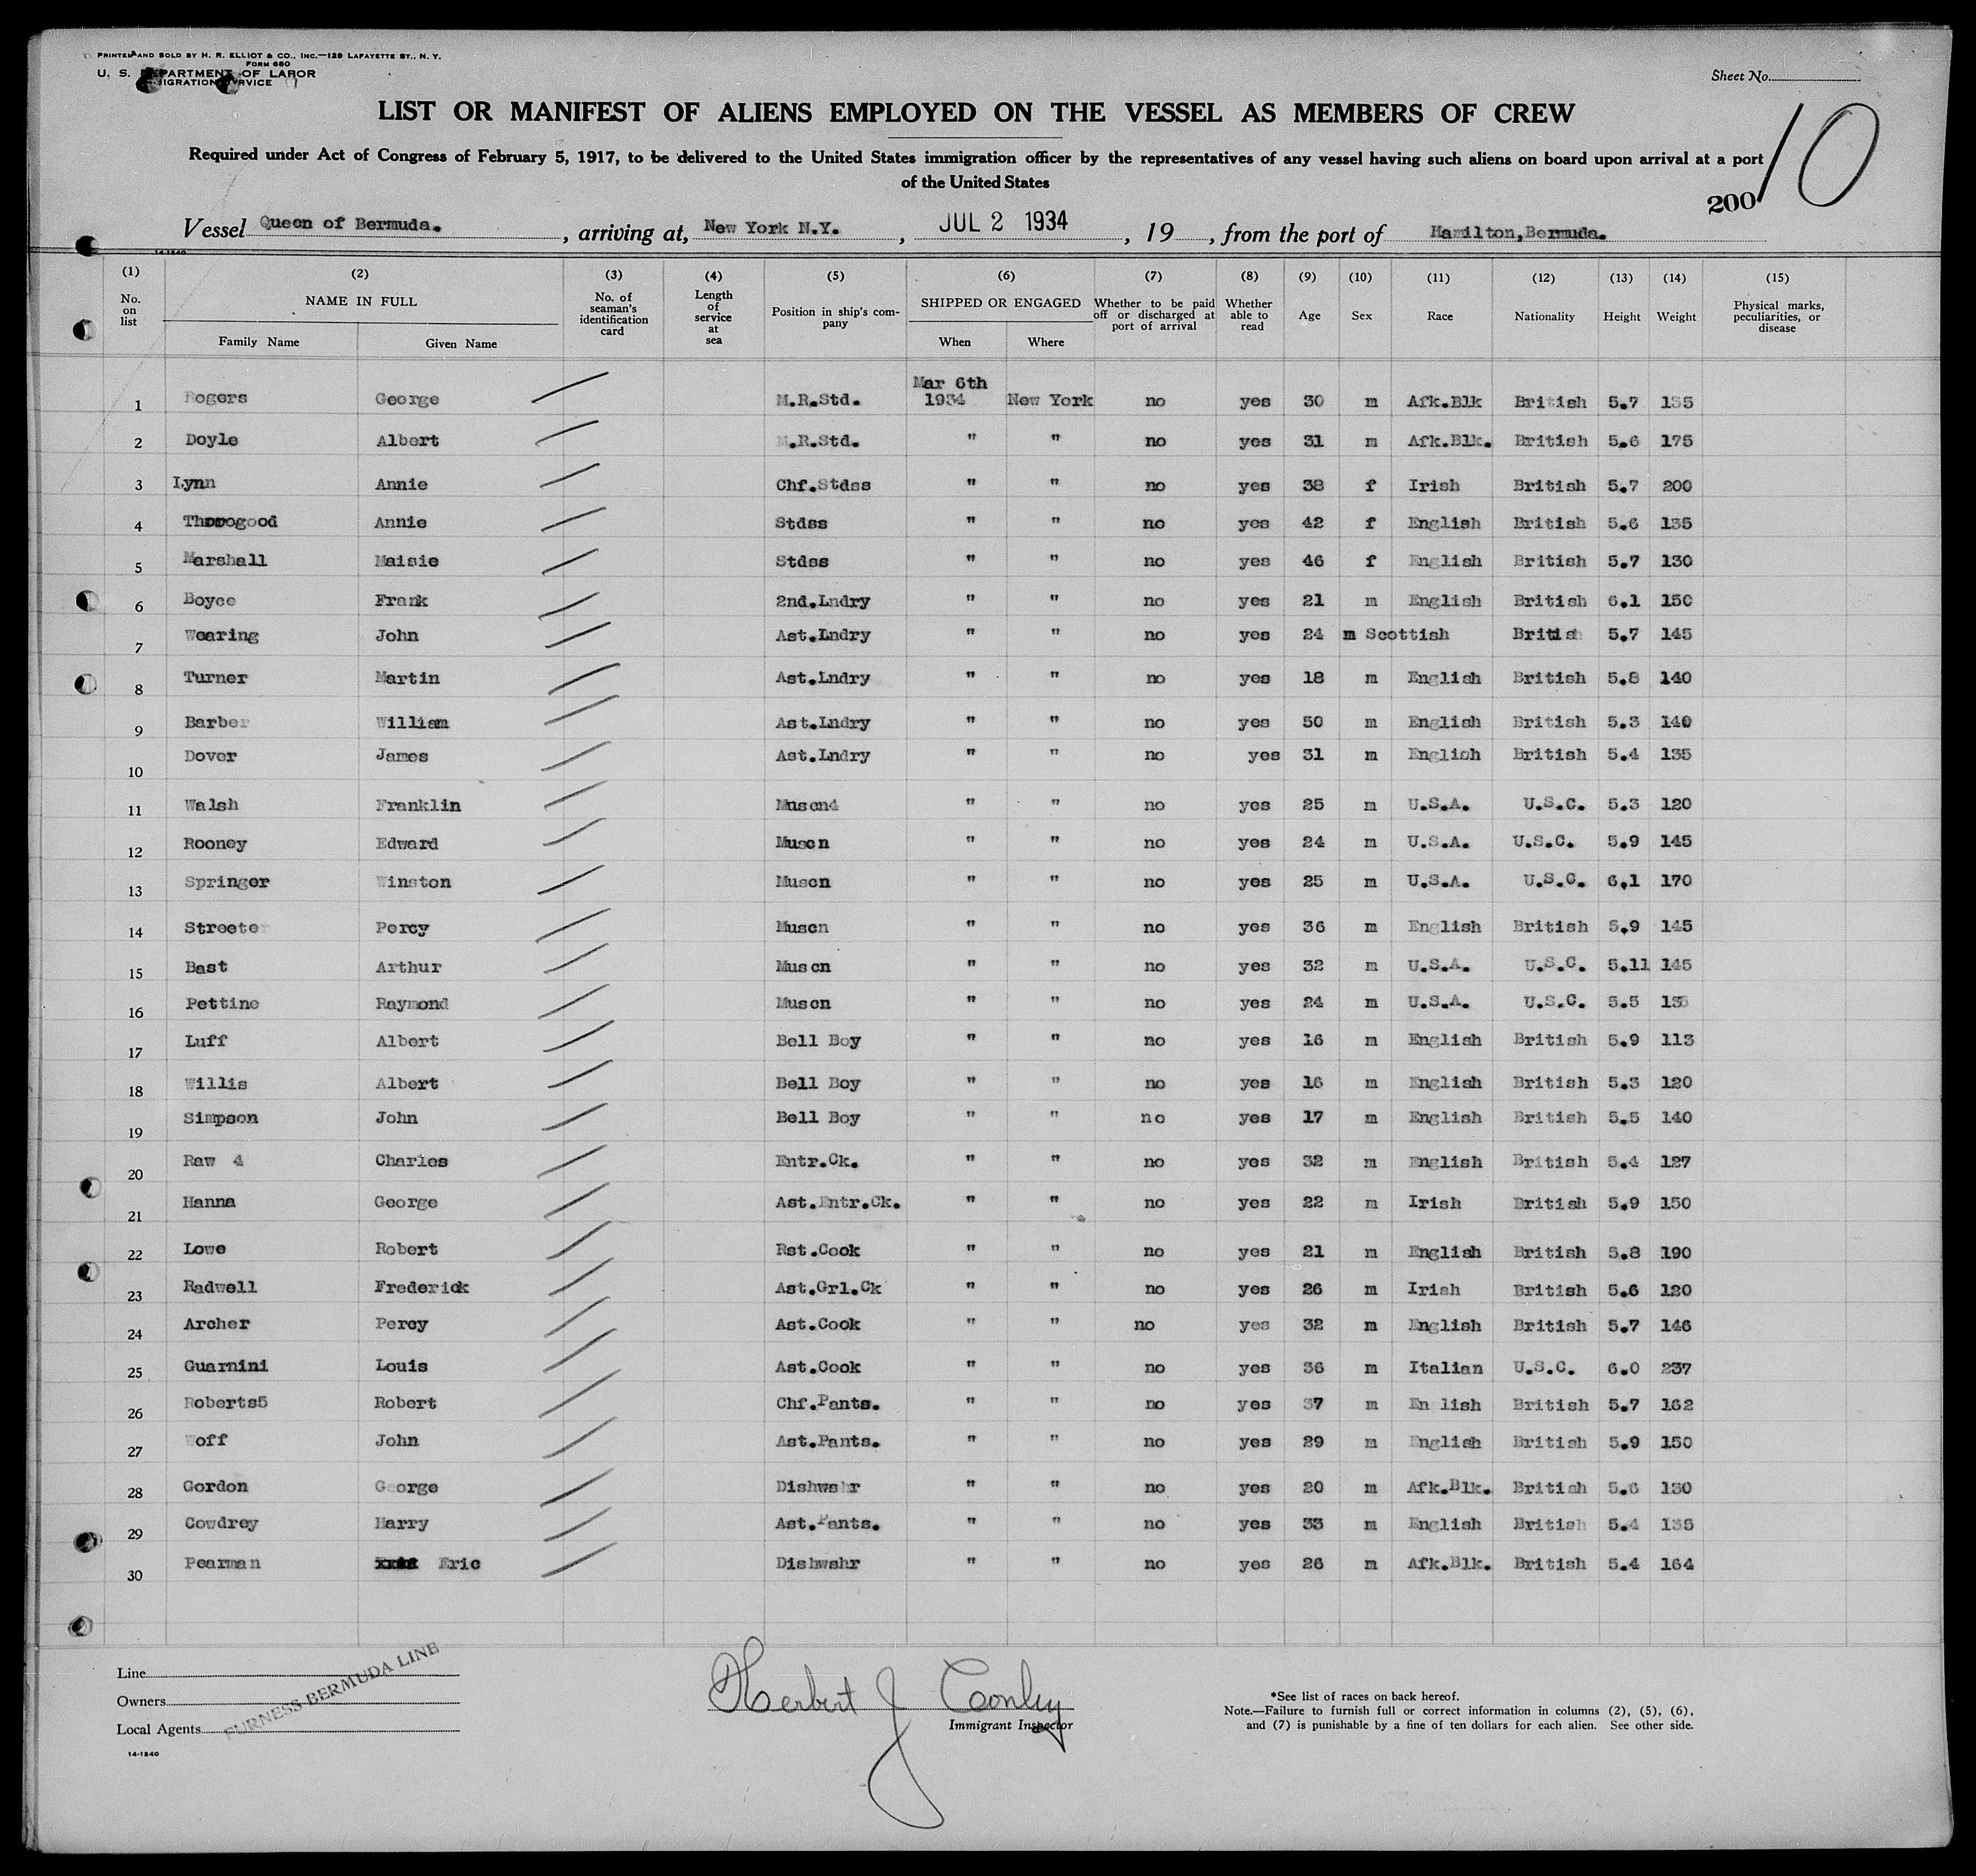 PRINTED AND SOLD BY H. R. ELLIOT & CO., INC.—129 LAFAYETTE ST., N. Y.
FORM 680
U. S. DEPARTMENT OF LABOR
IMMIGRATION SERVICE
Sheet No.
LIST OR MANIFEST OF ALIENS EMPLOYED ON THE VESSEL AS MEMBERS OF CREW
10
Required under Act of Congress of February 5, 1917, to be delivered to the United States immigration officer by the representatives of any vessel having such aliens on board upon arrival at a port
of the United States
200
Vessel Queen of Bermuda. , arriving at, New York N.Y. , JUL 2 1934 , 19 , from the port of Hamilton,Bermuda.
14-1240
(1) (2) (3) (4) (5) (6) (7) (8) (9) (10) (11) (12) (13) (14) (15)
No. on list NAME IN FULL Family Name Given Name No. of seaman's identification card Length of service at sea Position in ship's company SHIPPED OR ENGAGED When Where Whether to be paid off or discharged at port of arrival Whether able to read Age Sex Race Nationality Height Weight Physical marks, peculiarities, or disease
Mar 6th
1 Rogers George M.R.Std. 1934 New York no yes 30 m Afk.Blk British 5.7 135
2 Doyle Albert M.R.Std. " " no yes 31 m Afk.Blk. British 5.6 175
3 Lynn Annie Chf.Stdss " " no yes 38 f Irish British 5.7 200
4 Thorogood Annie Stdss " " no yes 42 f English British 5.6 135
5 Marshall Maisie Stdss " " no yes 46 f English British 5.7 130
6 Boyce Frank 2nd.Lndry " " no yes 21 m English British 6.1 150
7 Wearing John Ast.Lndry " " no yes 24 m Scottish British 5.7 145
8 Turner Martin Ast.Lndry " " no yes 18 m English British 5.8 140
9 Barber William Ast.Lndry " " no yes 50 m English British 5.3 140
10 Dover James Ast.Lndry " " no yes 31 m English British 5.4 135
11 Walsh Franklin Muscn4 " " no yes 25 m U.S.A. U.S.C. 5.3 120
12 Rooney Edward Muscn " " no yes 24 m U.S.A. U.S.C. 5.9 145
13 Springer Winston Muscn " " no yes 25 m U.S.A. U.S.C. 6,1 170
14 Streeter Percy Muscn " " no yes 36 m English British 5,9 145
15 Bast Arthur Muscn " " no yes 32 m U.S.A. U.S.C. 5.11 145
16 Pettine Raymond Muscn " " no yes 24 m U.S.A. U.S.C. 5.5 135
17 Luff Albert Bell Boy " " no yes 16 m English British 5.9 113
18 Willis Albert Bell Boy " " no yes 16 m English British 5.3 120
19 Simpson John Bell Boy " " no yes 17 m English British 5.5 140
20 Raw 4 Charles Entr.Ck. " " no yes 32 m English British 5.4 127
21 Hanna George Ast.Entr.Ck. " " no yes 22 m Irish British 5.9 150
22 Lowe Robert Rst.Cook " " no yes 21 m English British 5.8 190
23 Radwell Frederick Ast.Grl.Ck " " no yes 26 m Irish British 5.6 120
24 Archer Percy Ast.Cook " " no yes 32 m English British 5.7 146
25 Guarnini Louis Ast.Cook " " no yes 36 m Italian U.S.C. 6.0 237
26 Roberts5 Robert Chf.Pants. " " no yes 37 m En lish British 5.7 162
27 Woff John Ast.Pants. " " no yes 29 m English British 5.9 150
28 Gordon George Dishwshr " " no yes 20 m Afk.Blk. British 5.6 130
29 Cowdrey Harry Ast.Pants. " " no yes 33 m English British 5.4 135
30 Pearman Eric Dishwshr " " no yes 26 m Afk.Blk. British 5.4 164
Line
Owners
Local Agents
FURNESS BERMUDA LINE
14-1240
Herbert J Conley
Immigrant Inspector
*See list of races on back hereof.
Note.—Failure to furnish full or correct information in columns (2), (5), (6),
and (7) is punishable by a fine of ten dollars for each alien. See other side.